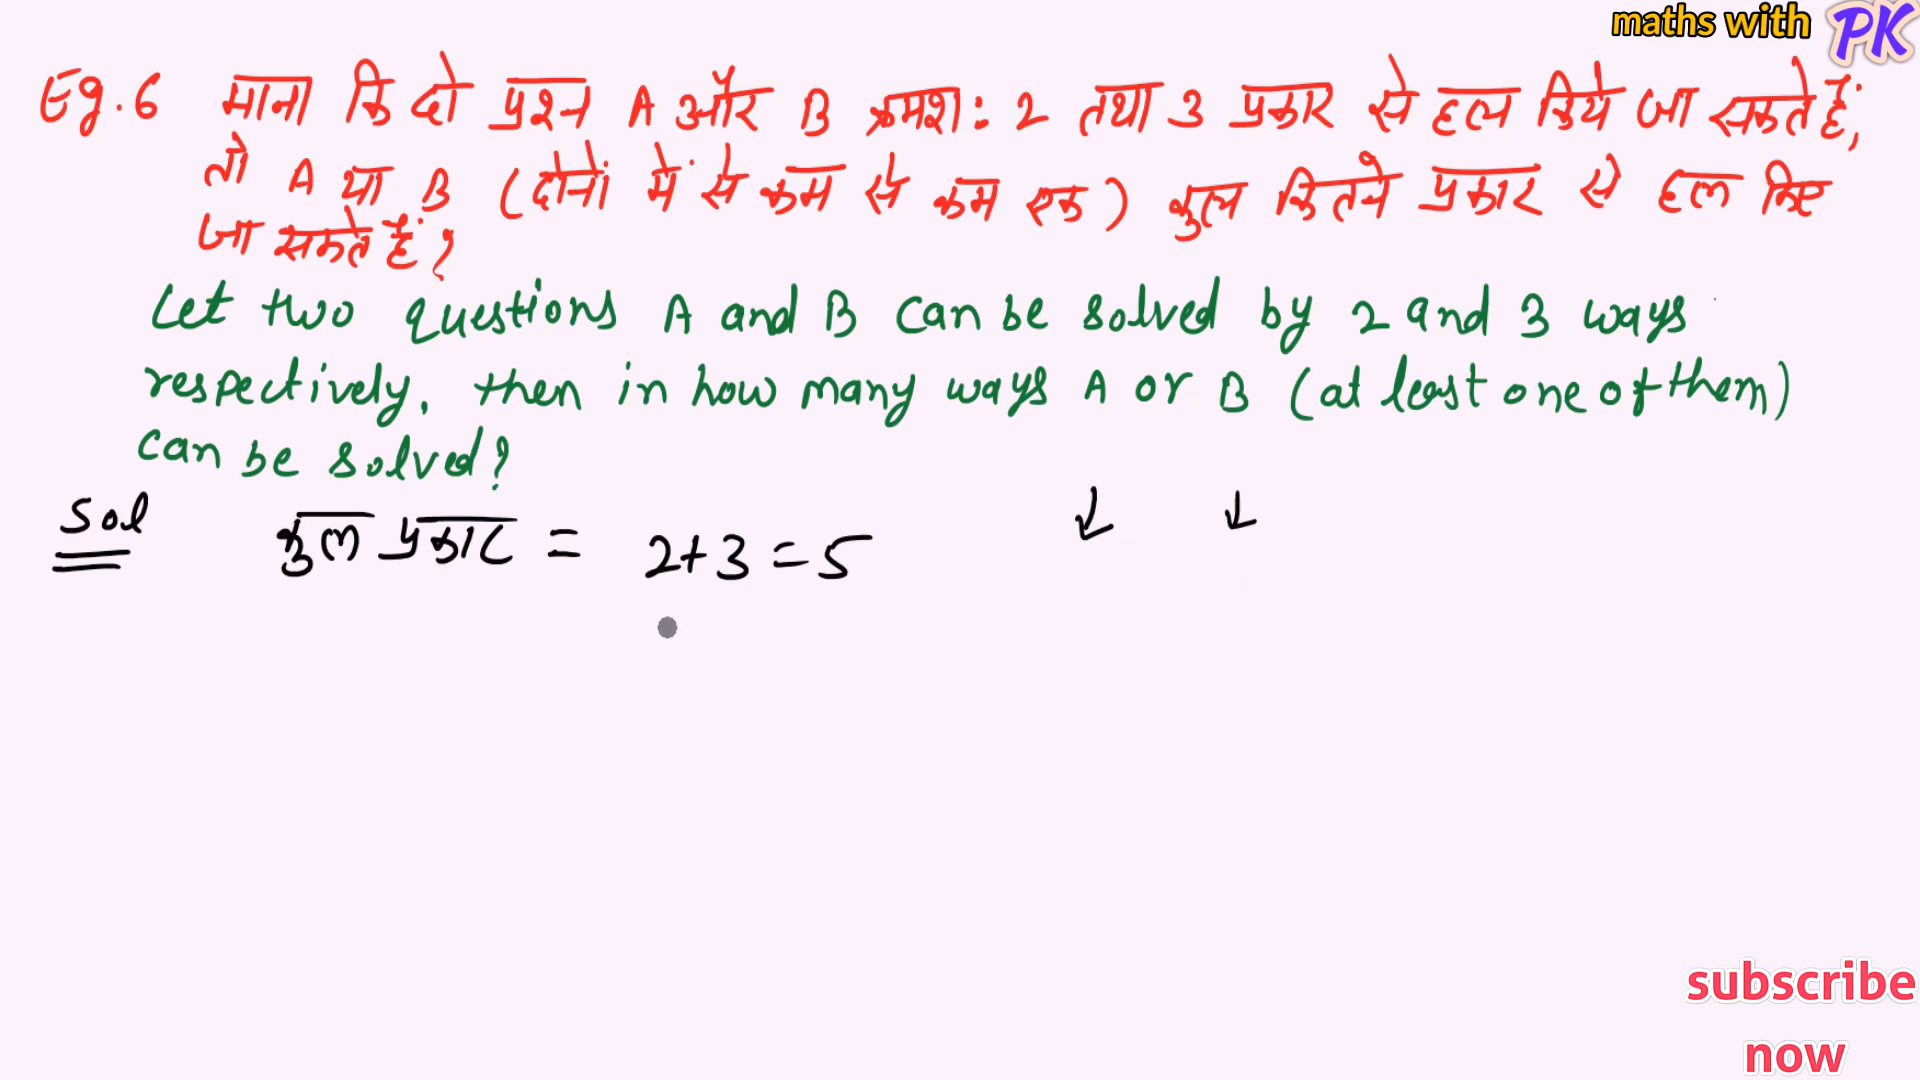 maths with PK
Eg.6 माना कि दो प्रश्न A और B क्रमश: 2 तथा 3 प्रकार से हल किये जा सकते हैं,
तो A या B (दोनों में से कम से कम एक) कुल कितने प्रकार से हल किए
जा सकते हैं?
Let two questions A and B can be solved by 2 and 3 ways
respectively, then in how many ways A or B (at least one of them)
can be solved?
Sol कुल प्रकार = 2+3=5
subscribe
now